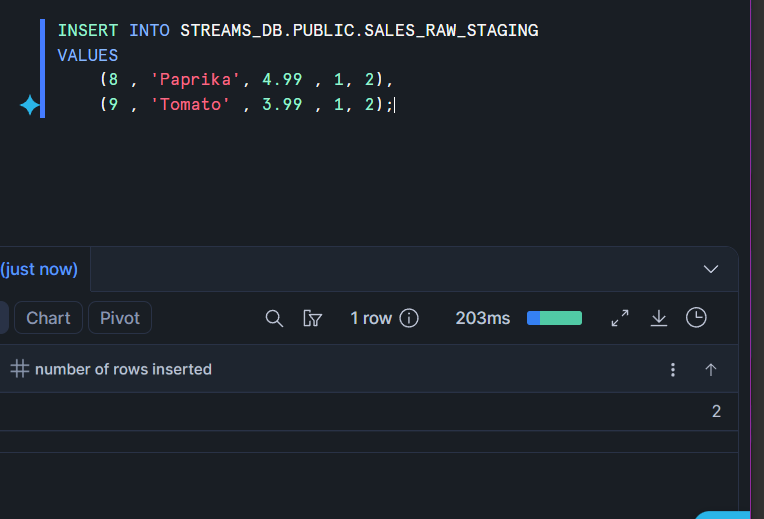 INSERT INTO STREAMS_DB.PUBLIC.SALES_RAW_STAGING
VALUES
(8 , 'Paprika', 4.99 , 1, 2),
(9 , 'Tomato' , 3.99 , 1, 2);
(just now)
Chart Pivot 1 row 203ms
number of rows inserted
2